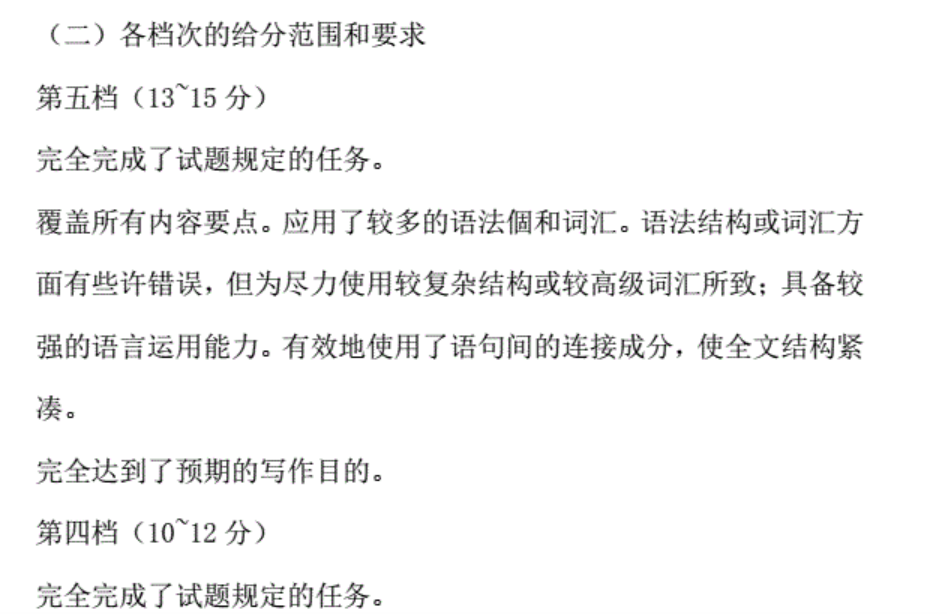 （二）各档次的给分范围和要求
第五档（13~15 分）
完全完成了试题规定的任务。
覆盖所有内容要点。应用了较多的语法個和词汇。语法结构或词汇方
面有些许错误，但为尽力使用较复杂结构或较高级词汇所致；具备较
强的语言运用能力。有效地使用了语句间的连接成分，使全文结构紧
凑。
完全达到了预期的写作目的。
第四档（10~12 分）
完全完成了试题规定的任务。